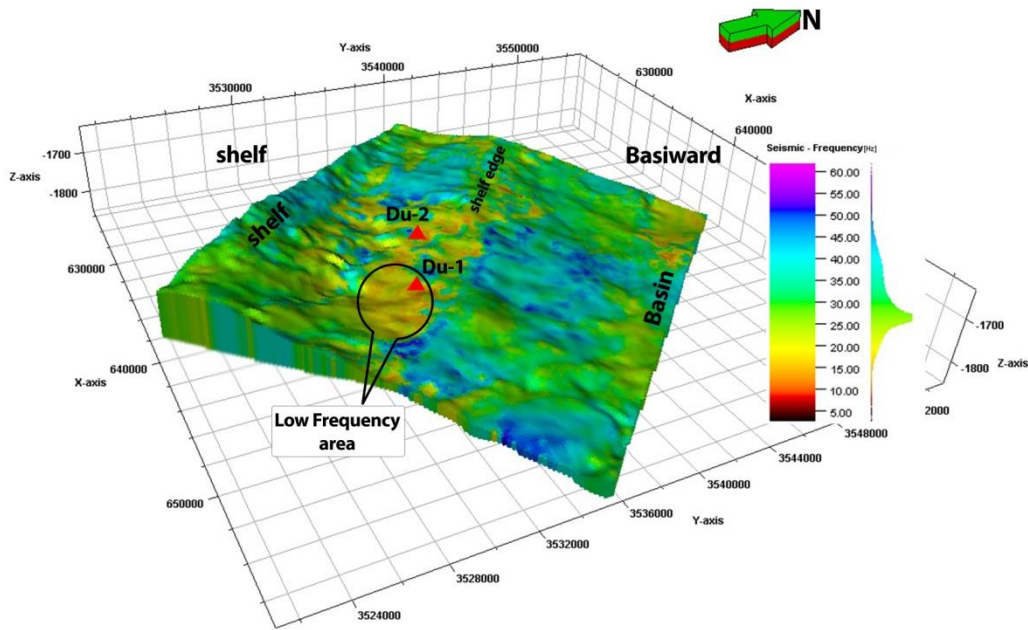 N
Y-axis
3550000
3540000
3530000
630000
X-axis
640000
-1700
Z-axis
-1800
shelf
Basiward
shelf edge
Seismic - Frequency[Hz]
60.00
55.00
50.00
45.00
40.00
35.00
30.00
25.00
20.00
15.00
10.00
5.00
shelf
Du-2
Du-1
Basin
630000
640000
X-axis
650000
Low Frequency
area
-1700
Z-axis
-1800
2000
3548000
3544000
3540000
Y-axis
3536000
3532000
3528000
3524000